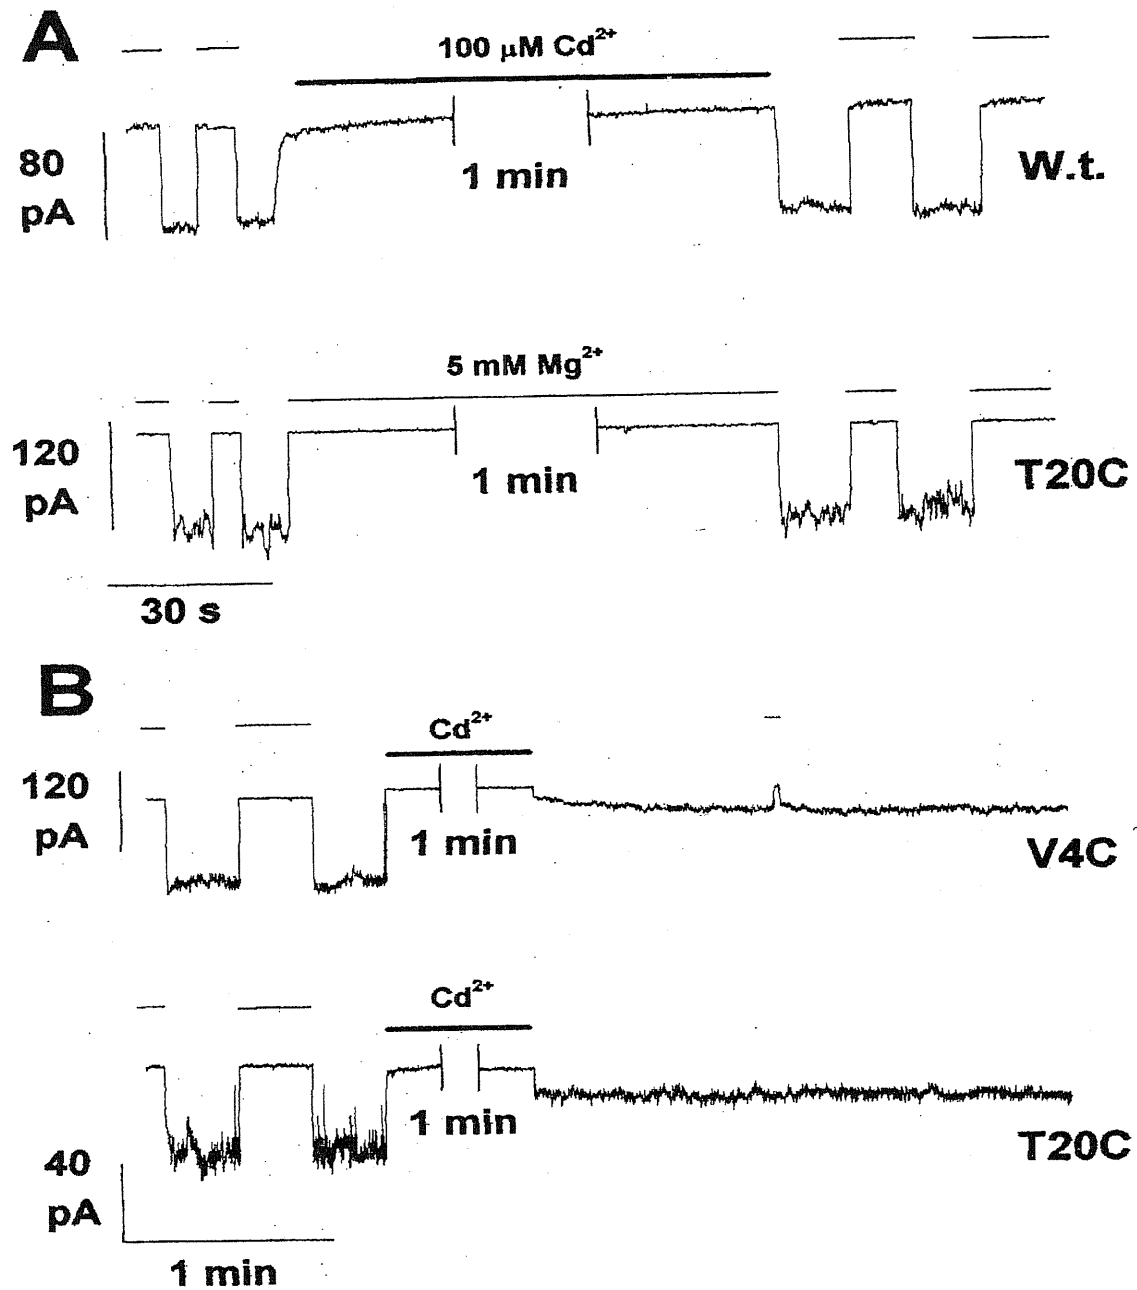 A
100 μM Cd²⁺
80
pA
1 min
W.t.
5 mM Mg²⁺
120
pA
1 min
T20C
30 s
B
Cd²⁺
120
pA
1 min
V4C
Cd²⁺
1 min
T20C
40
pA
1 min